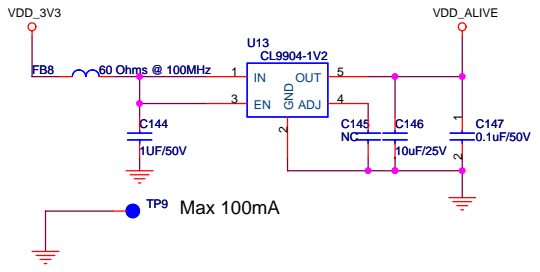 VDD_3V3
VDD_ALIVE
U13
CL9904-1V2
FB8
60 Ohms @ 100MHz
1
IN
OUT
5
3
EN
GND
ADJ
4
2
C144
1UF/50V
C145
NC
C146
10uF/25V
1
C147
0.1uF/50V
2
TP9
Max 100mA